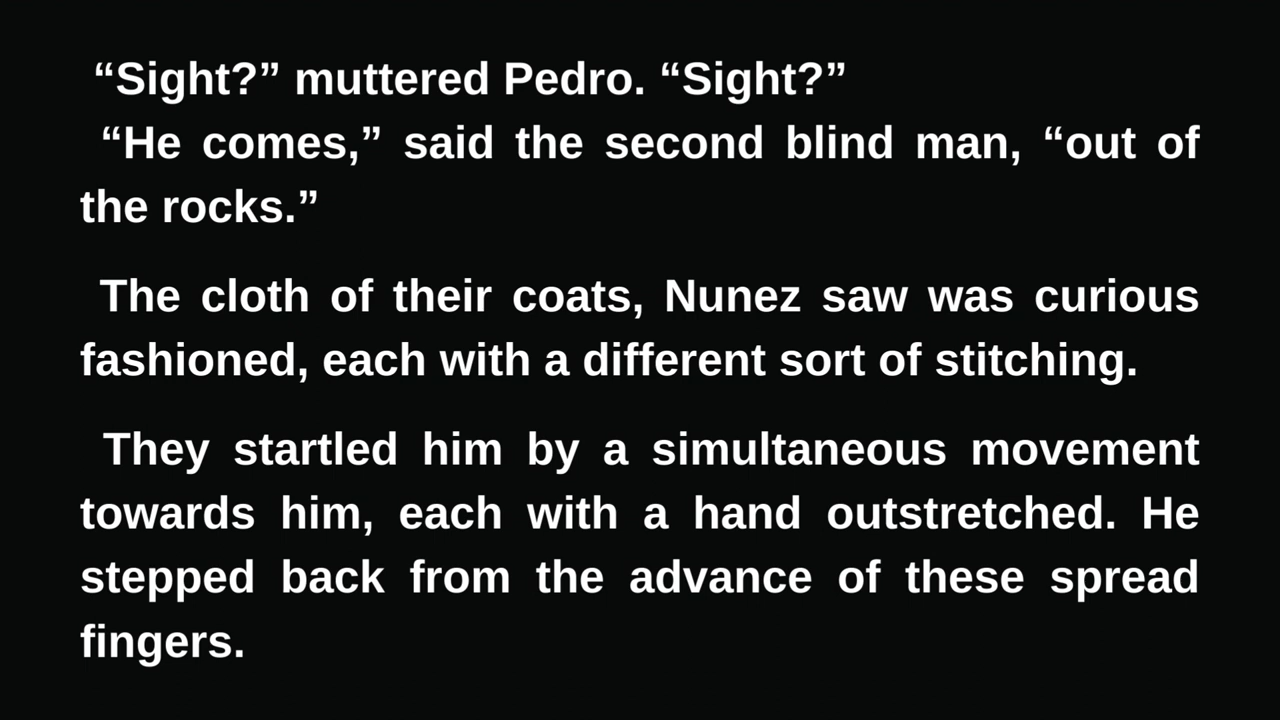 “Sight?” muttered Pedro. “Sight?”
“He comes,” said the second blind man, “out of
the rocks.”
The cloth of their coats, Nunez saw was curious
fashioned, each with a different sort of stitching.
They startled him by a simultaneous movement
towards him, each with a hand outstretched. He
stepped back from the advance of these spread
fingers.